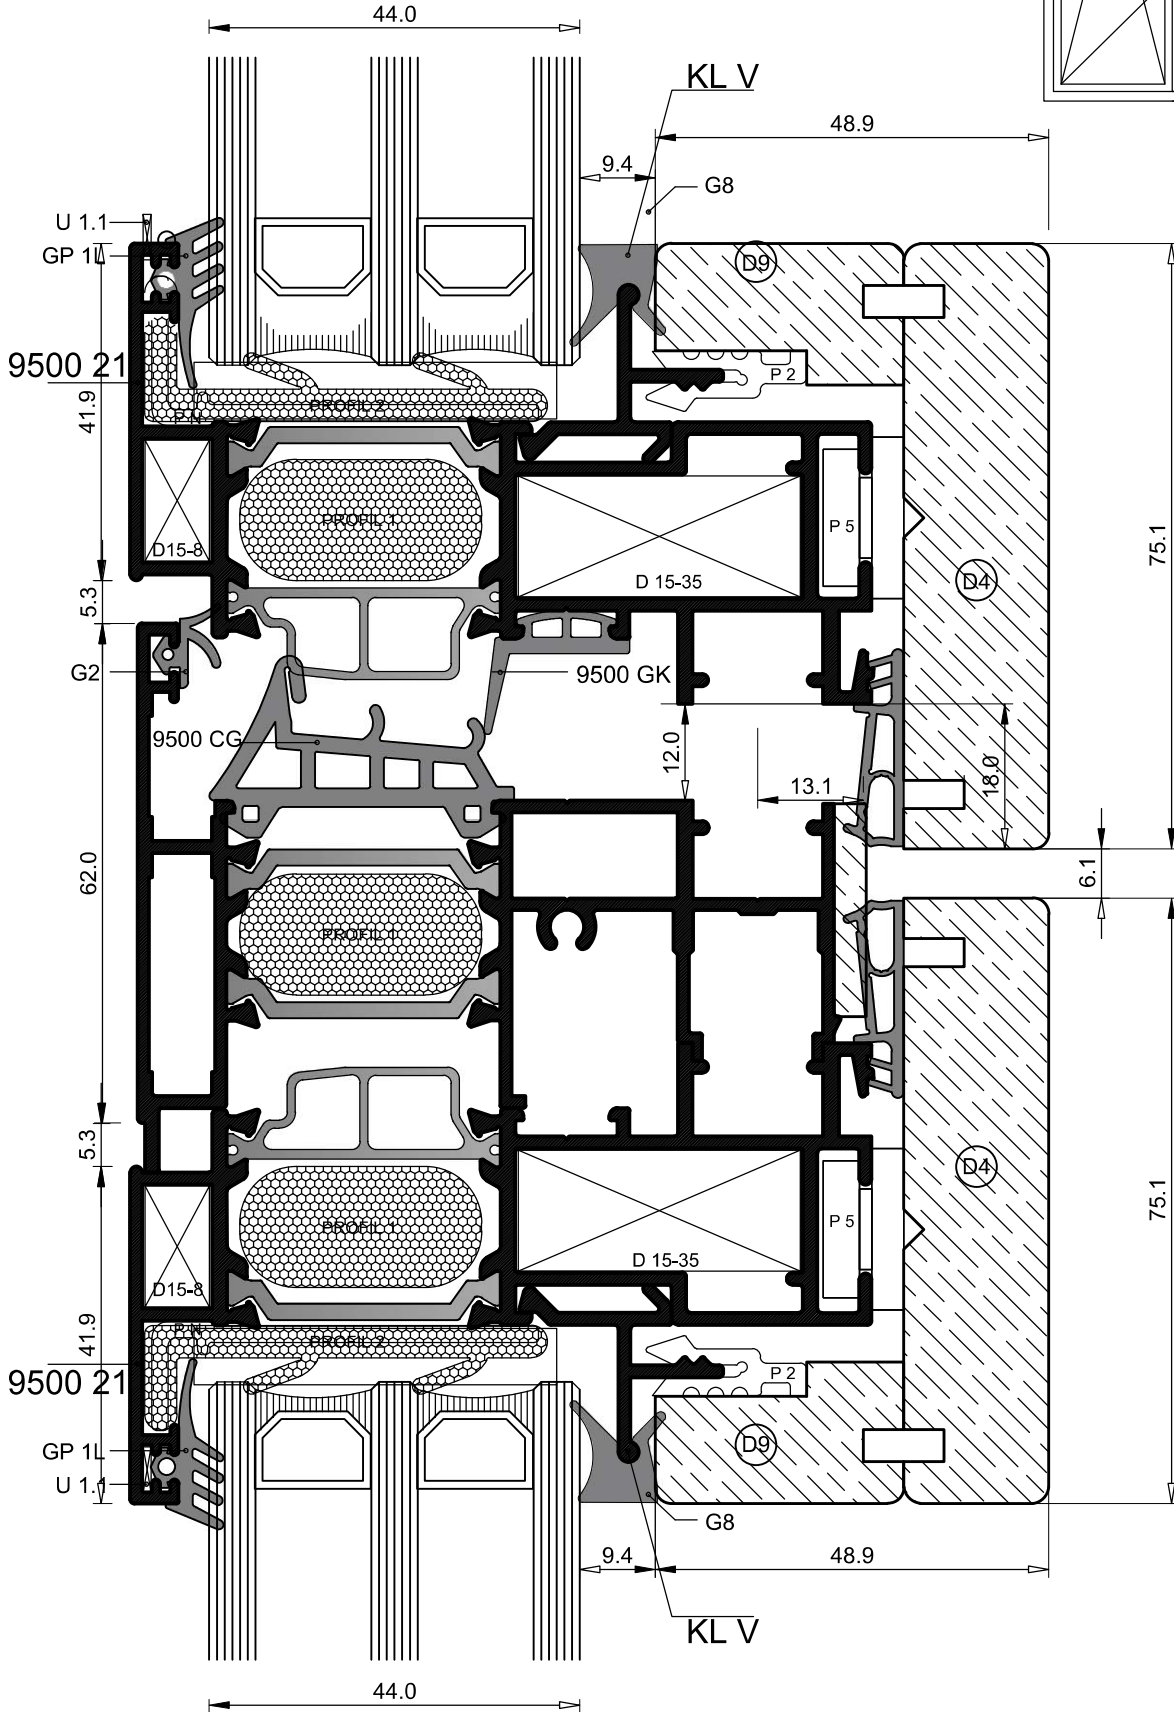 44.0
KL V
48.9
9.4
G8
U 1.1
GP 1L
D9
9500 21
P 2
PROFIL 2
P N
41.9
PROFIL 1
P 5
75.1
D15-8
D 15-35
D4
5.3
G2
9500 GK
9500 CG
12.0
13.1
18.0
62.0
6.1
PROFIL 1
5.3
D4
75.1
PROFIL 1
P 5
D15-8
D 15-35
41.9
P N
PROFIL 2
P 2
9500 21
GP 1L
D9
U 1.1
G8
9.4
48.9
KL V
44.0